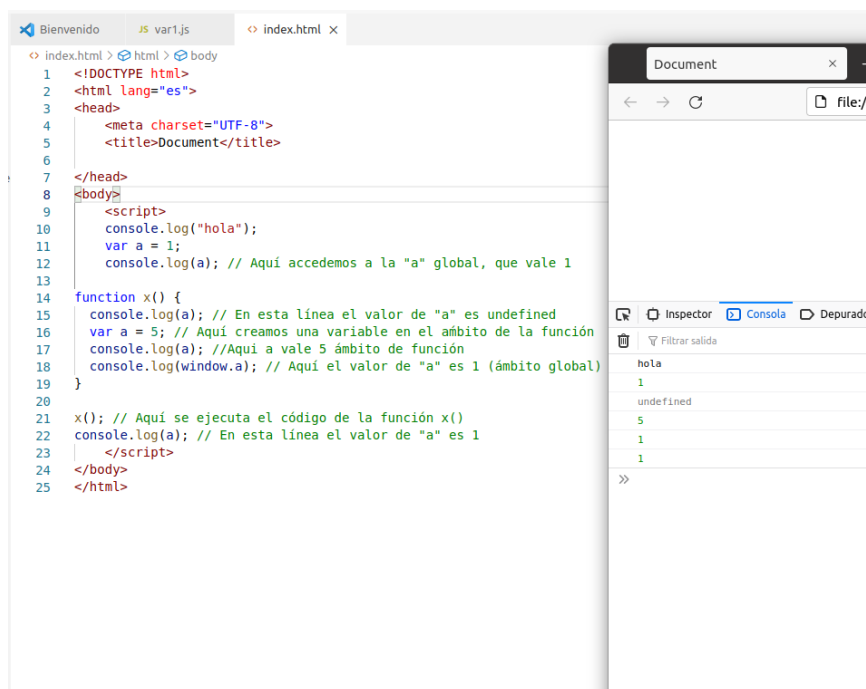 Bienvenido JS var1.js <> index.html ×
<> index.html > html > body
1 <!DOCTYPE html>
2 <html lang="es">
3 <head>
4     <meta charset="UTF-8">
5     <title>Document</title>
6
7 </head>
8 <body>
9     <script>
10     console.log("hola");
11     var a = 1;
12     console.log(a); // Aquí accedemos a la "a" global, que vale 1
13
14 function x() {
15   console.log(a); // En esta línea el valor de "a" es undefined
16   var a = 5; // Aquí creamos una variable en el aḿbito de la función
17   console.log(a); //Aqui a vale 5 ámbito de función
18   console.log(window.a); // Aquí el valor de "a" es 1 (ámbito global)
19 }
20
21 x(); // Aquí se ejecuta el código de la función x()
22 console.log(a); // En esta línea el valor de "a" es 1
23     </script>
24 </body>
25 </html>
Document ×
file:/
Inspector Consola Depurado
Filtrar salida
hola
1
undefined
5
1
1